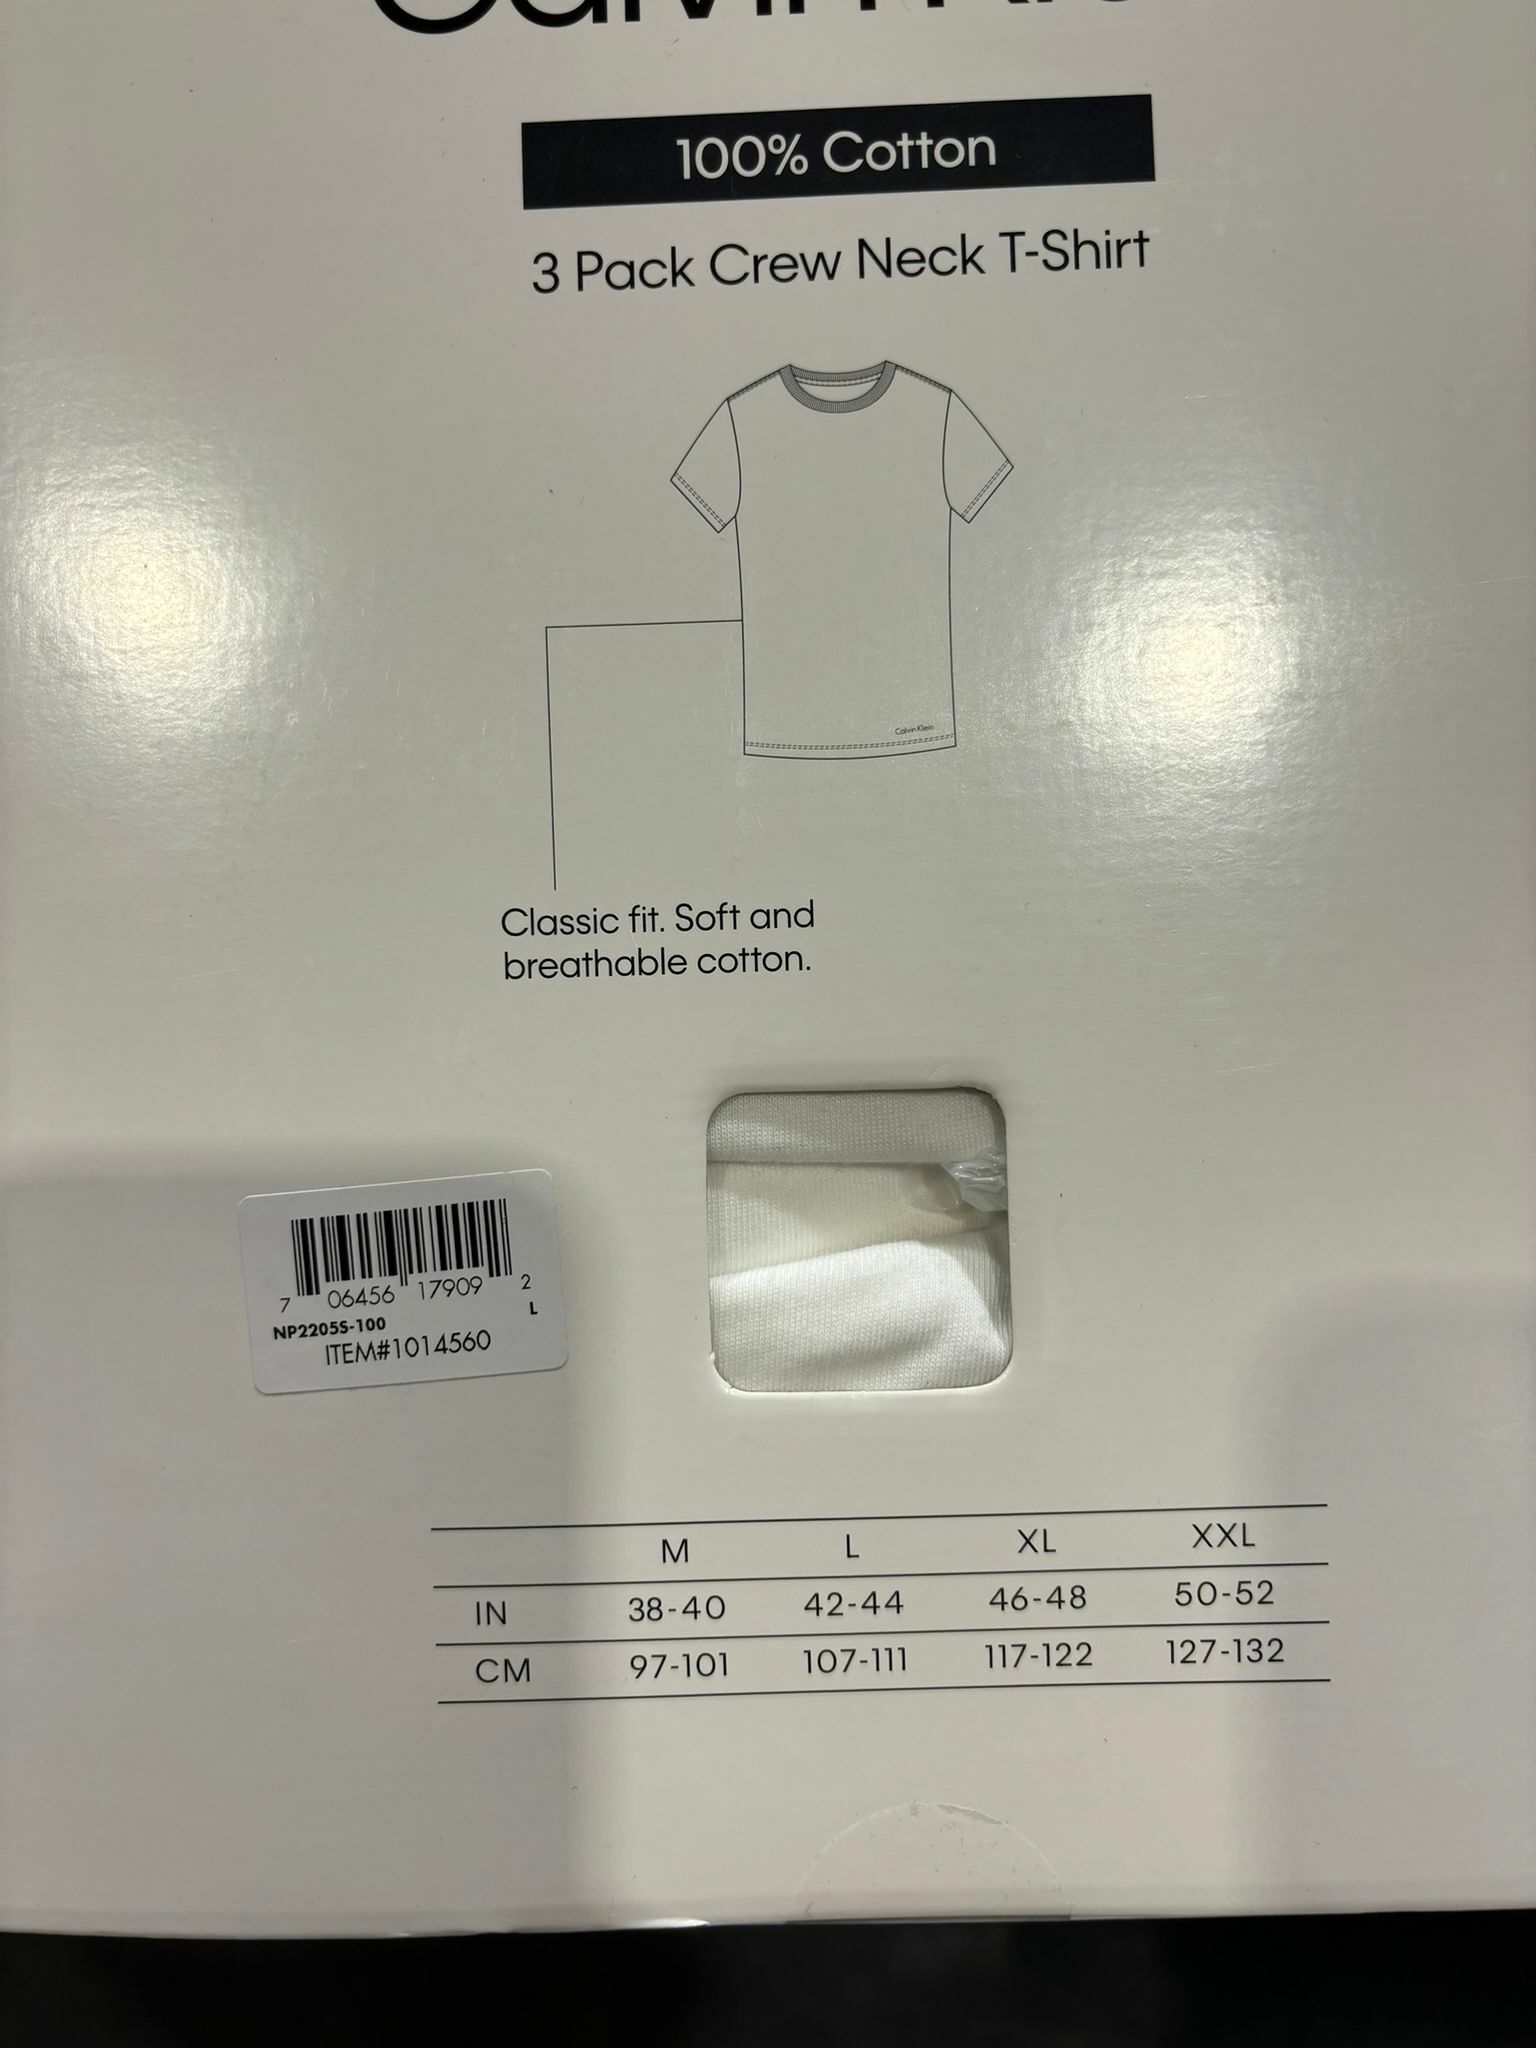 100% Cotton
3 Pack Crew Neck T-Shirt
Calvin Klein
Classic fit. Soft and
breathable cotton.
7 06456 17909 2
L
NP2205S-100
ITEM#1014560
M L XL XXL
IN 38-40 42-44 46-48 50-52
CM 97-101 107-111 117-122 127-132